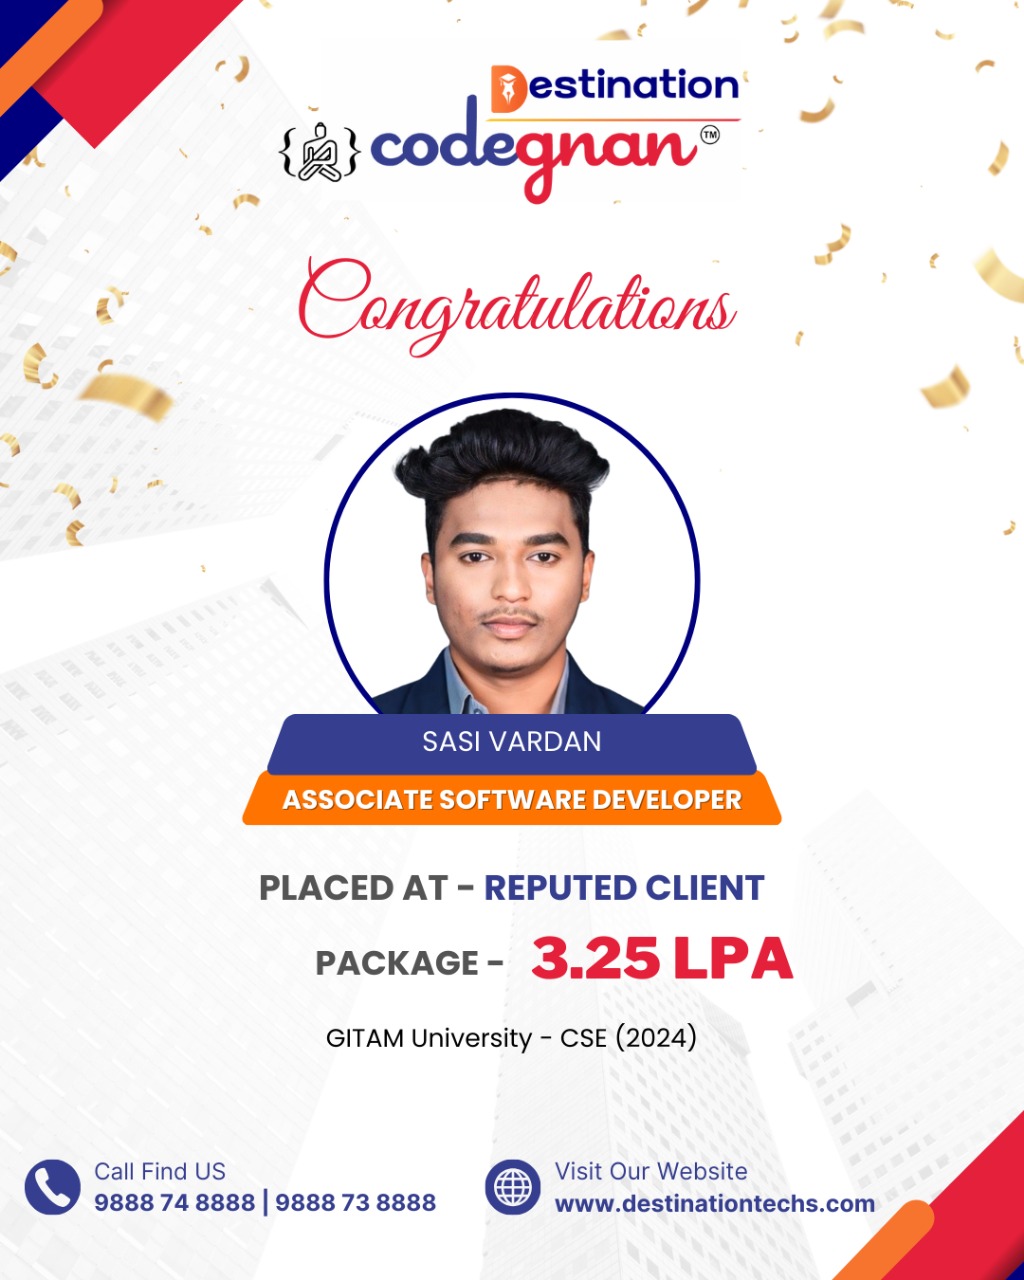 Destination
codegnan™
Congratulations
SASI VARDAN
ASSOCIATE SOFTWARE DEVELOPER
PLACED AT - REPUTED CLIENT
PACKAGE - 3.25 LPA
GITAM University - CSE (2024)
Call Find US
9888 74 8888 | 9888 73 8888
Visit Our Website
www.destinationtechs.com